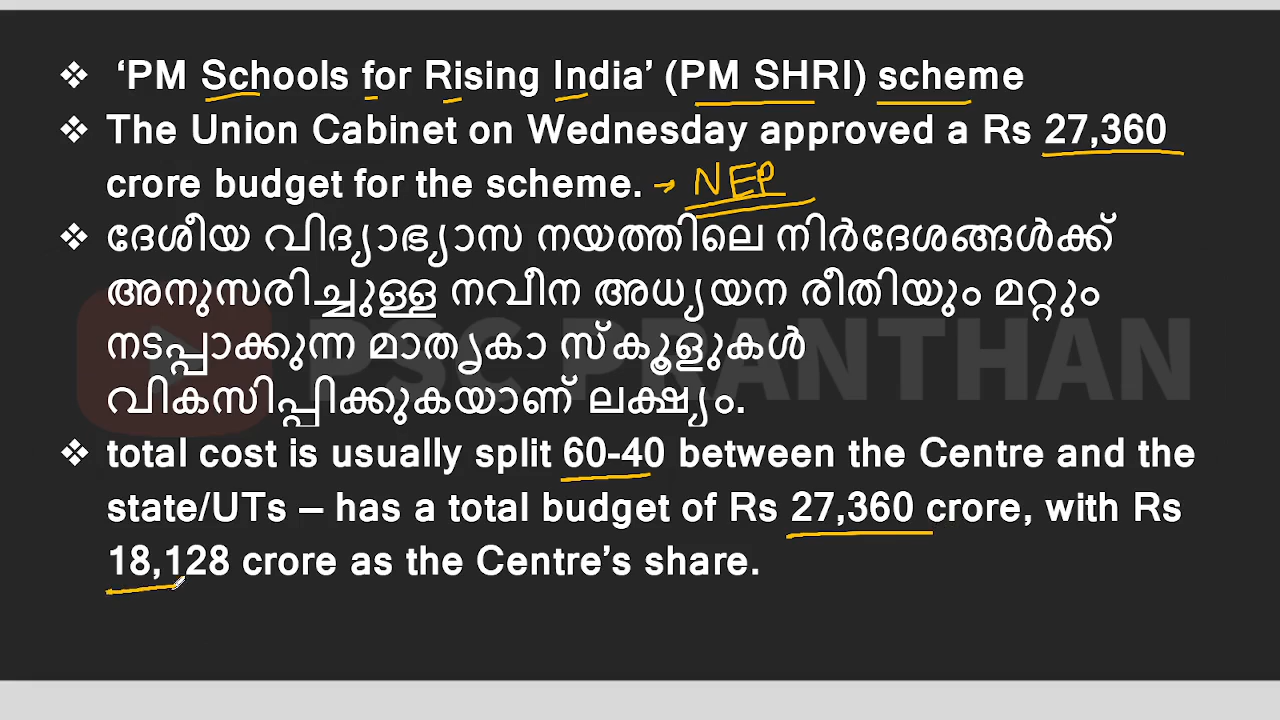 ❖ ‘PM Schools for Rising India’ (PM SHRI) scheme
❖ The Union Cabinet on Wednesday approved a Rs 27,360
crore budget for the scheme. → NEP
❖ ദേശീയ വിദ്യാഭ്യാസ നയത്തിലെ നിർദേശങ്ങൾക്ക്
അനുസരിച്ചുള്ള നവീന അധ്യയന രീതിയും മറ്റും
നടപ്പാക്കുന്ന മാതൃകാ സ്കൂളുകൾ
വികസിപ്പിക്കുകയാണ് ലക്ഷ്യം.
PSC PRANTHAN
❖ total cost is usually split 60-40 between the Centre and the
state/UTs – has a total budget of Rs 27,360 crore, with Rs
18,128 crore as the Centre’s share.